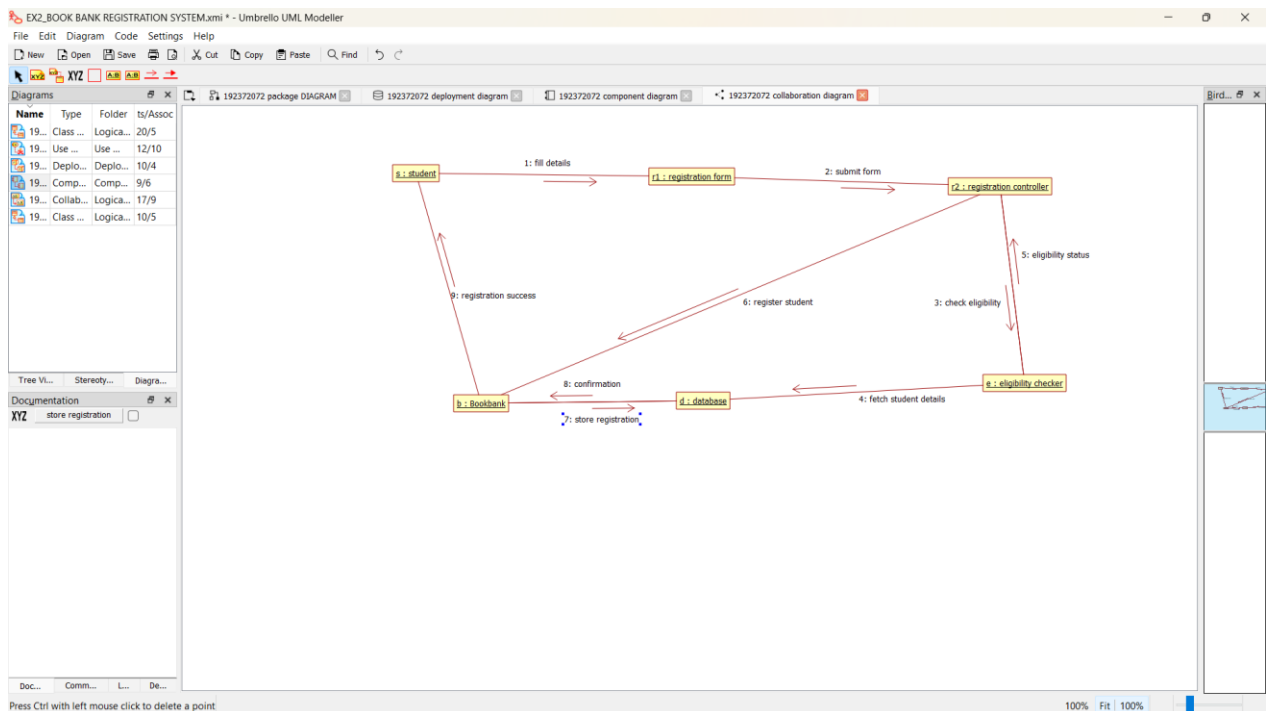 EX2_BOOK BANK REGISTRATION SYSTEM.xmi * - Umbrello UML Modeller
File Edit Diagram Code Settings Help
New Open Save Cut Copy Paste Find
XYZ XYZ A:B A:B
Diagrams
192372072 package DIAGRAM 192372072 deployment diagram 192372072 component diagram 192372072 collaboration diagram
Bird...
Name Type Folder ts/Assoc
19... Class ... Logica... 20/5
19... Use ... Use ... 12/10
19... Deplo... Deplo... 10/4
19... Comp... Comp... 9/6
19... Collab... Logica... 17/9
19... Class ... Logica... 10/5
Tree Vi... Stereoty... Diagra...
Documentation
XYZ store registration
Doc... Comm... L... De...
1: fill details
2: submit form
s : student
r1 : registration form
r2 : registration controller
5: eligibility status
9: registration success
6: register student
3: check eligibility
8: confirmation
e : eligibility checker
4: fetch student details
b : Bookbank
d : database
7: store registration
Press Ctrl with left mouse click to delete a point
100% Fit 100%